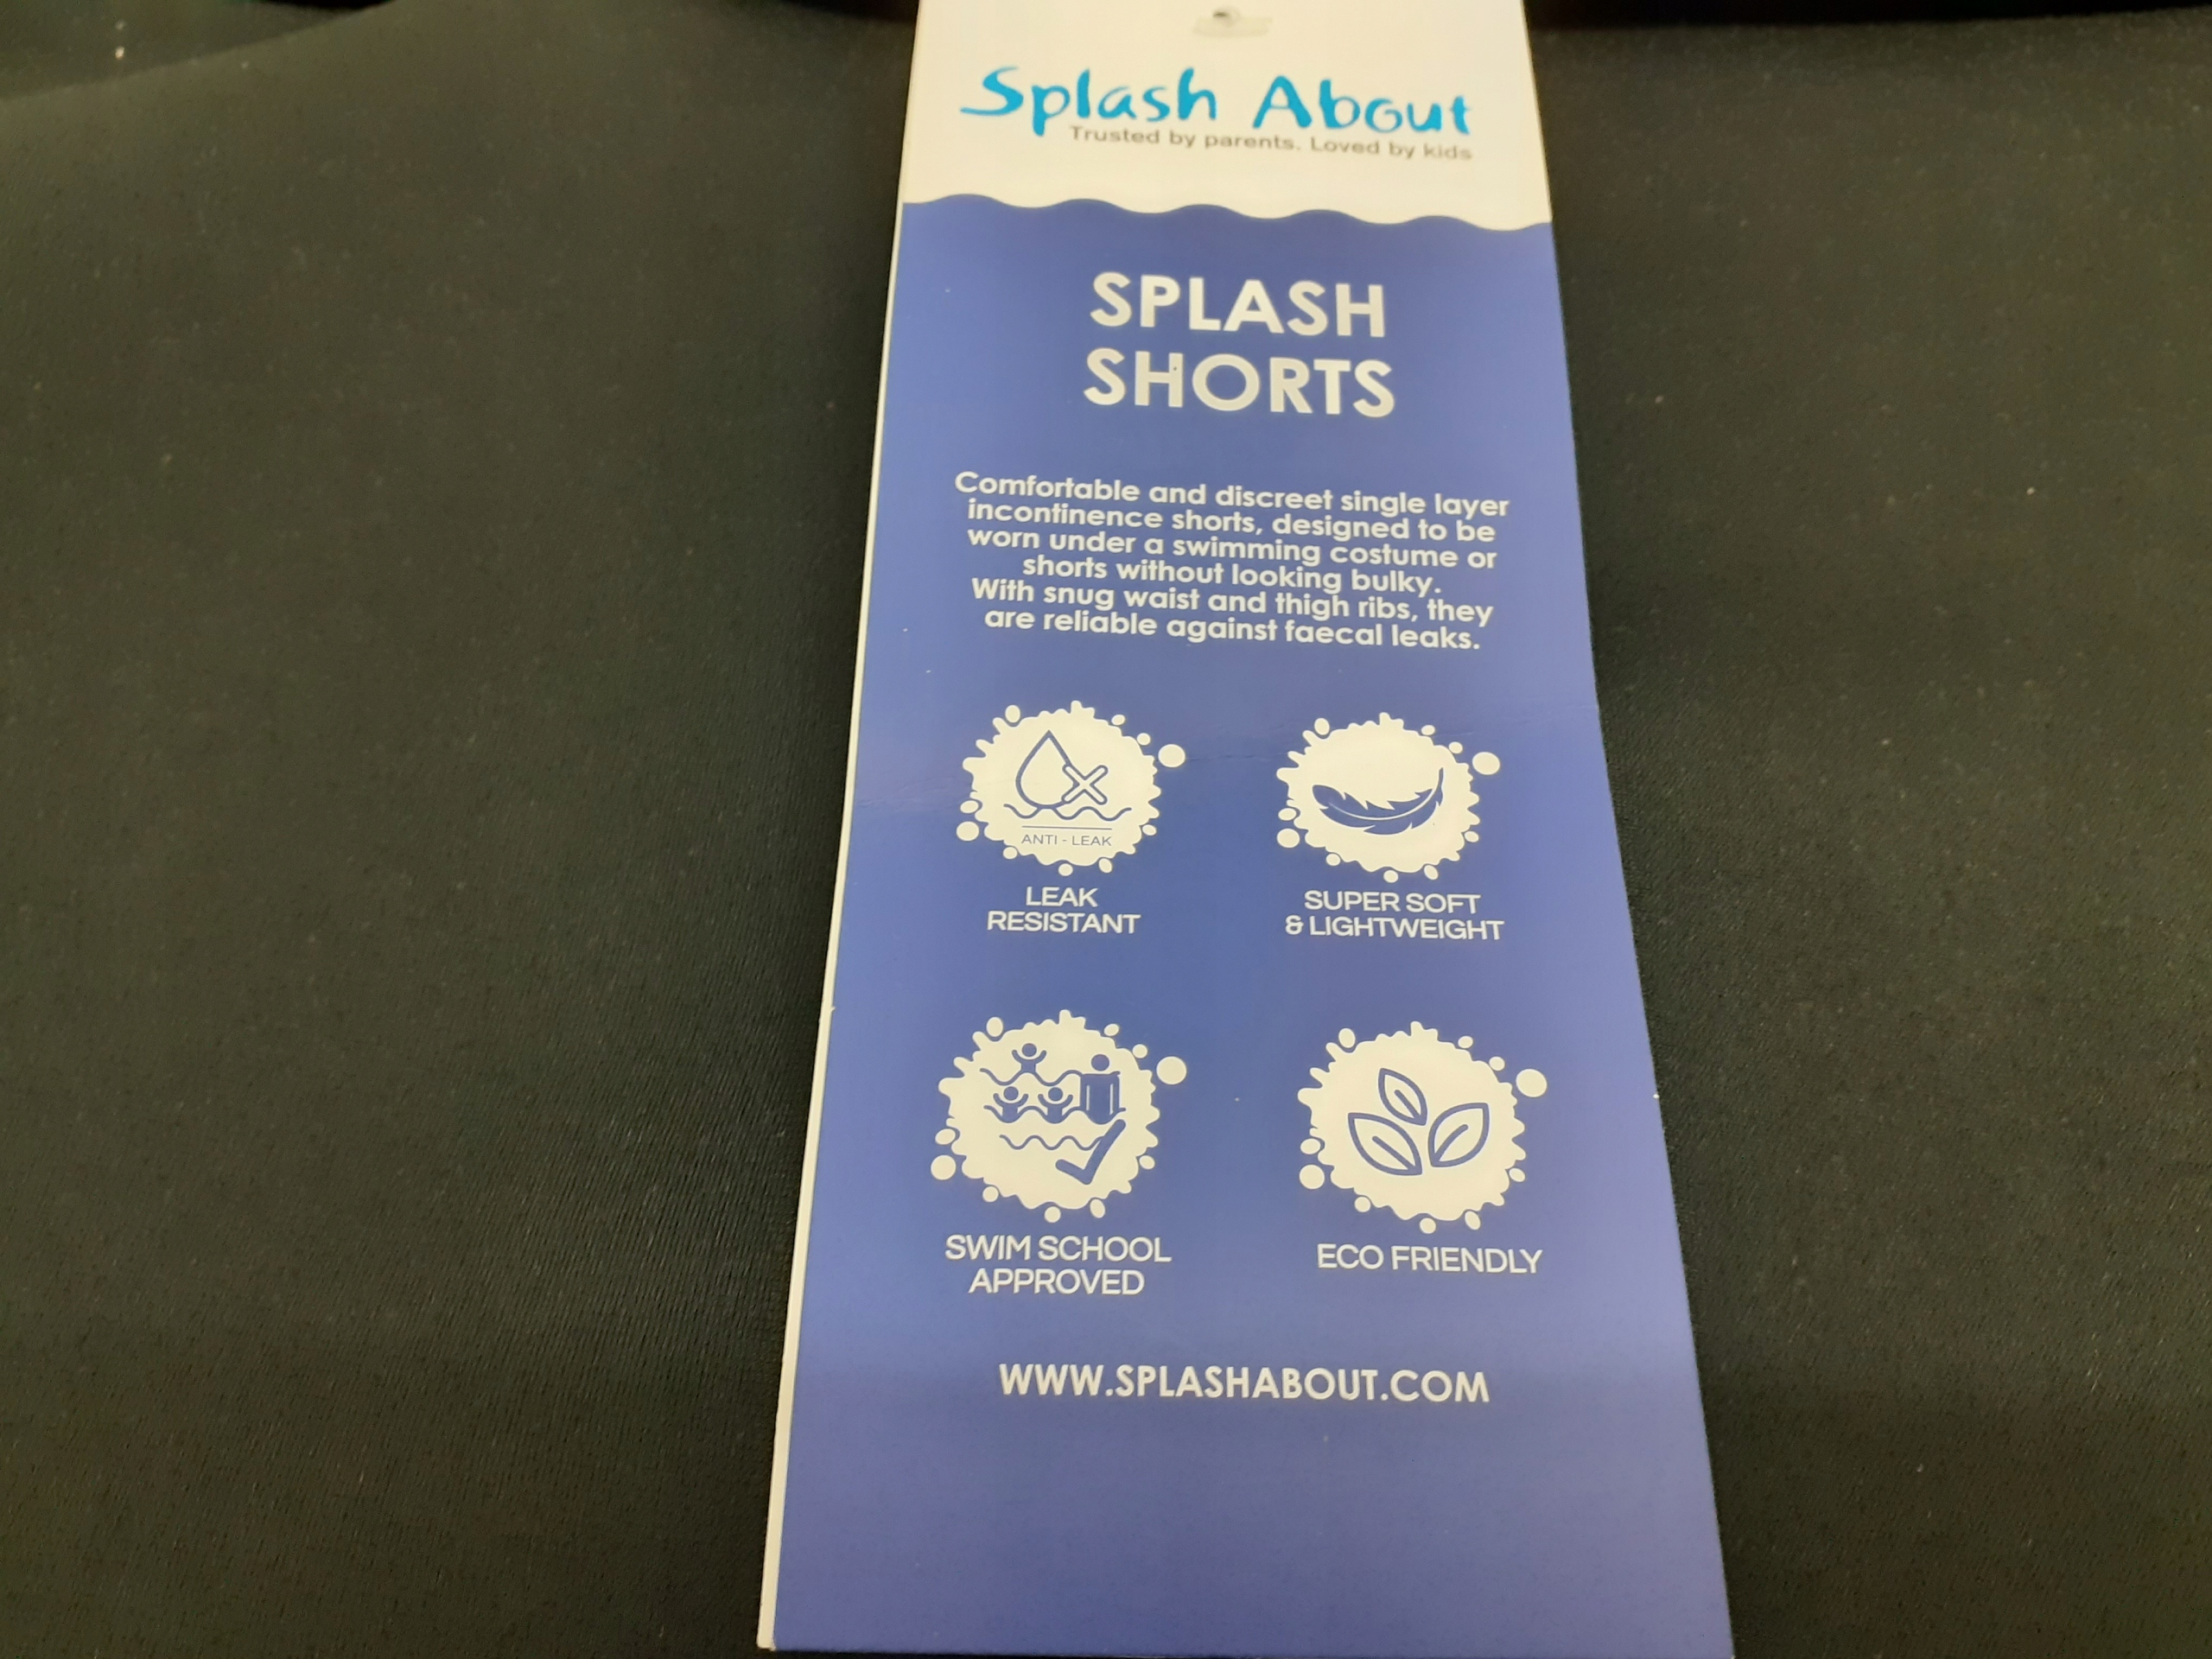 Splash About
Trusted by parents. Loved by kids
SPLASH
SHORTS
Comfortable and discreet single layer
incontinence shorts, designed to be
worn under a swimming costume or
shorts without looking bulky.
With snug waist and thigh ribs, they
are reliable against faecal leaks.
ANTI - LEAK
LEAK
RESISTANT
SUPER SOFT
& LIGHTWEIGHT
SWIM SCHOOL
APPROVED
ECO FRIENDLY
WWW.SPLASHABOUT.COM